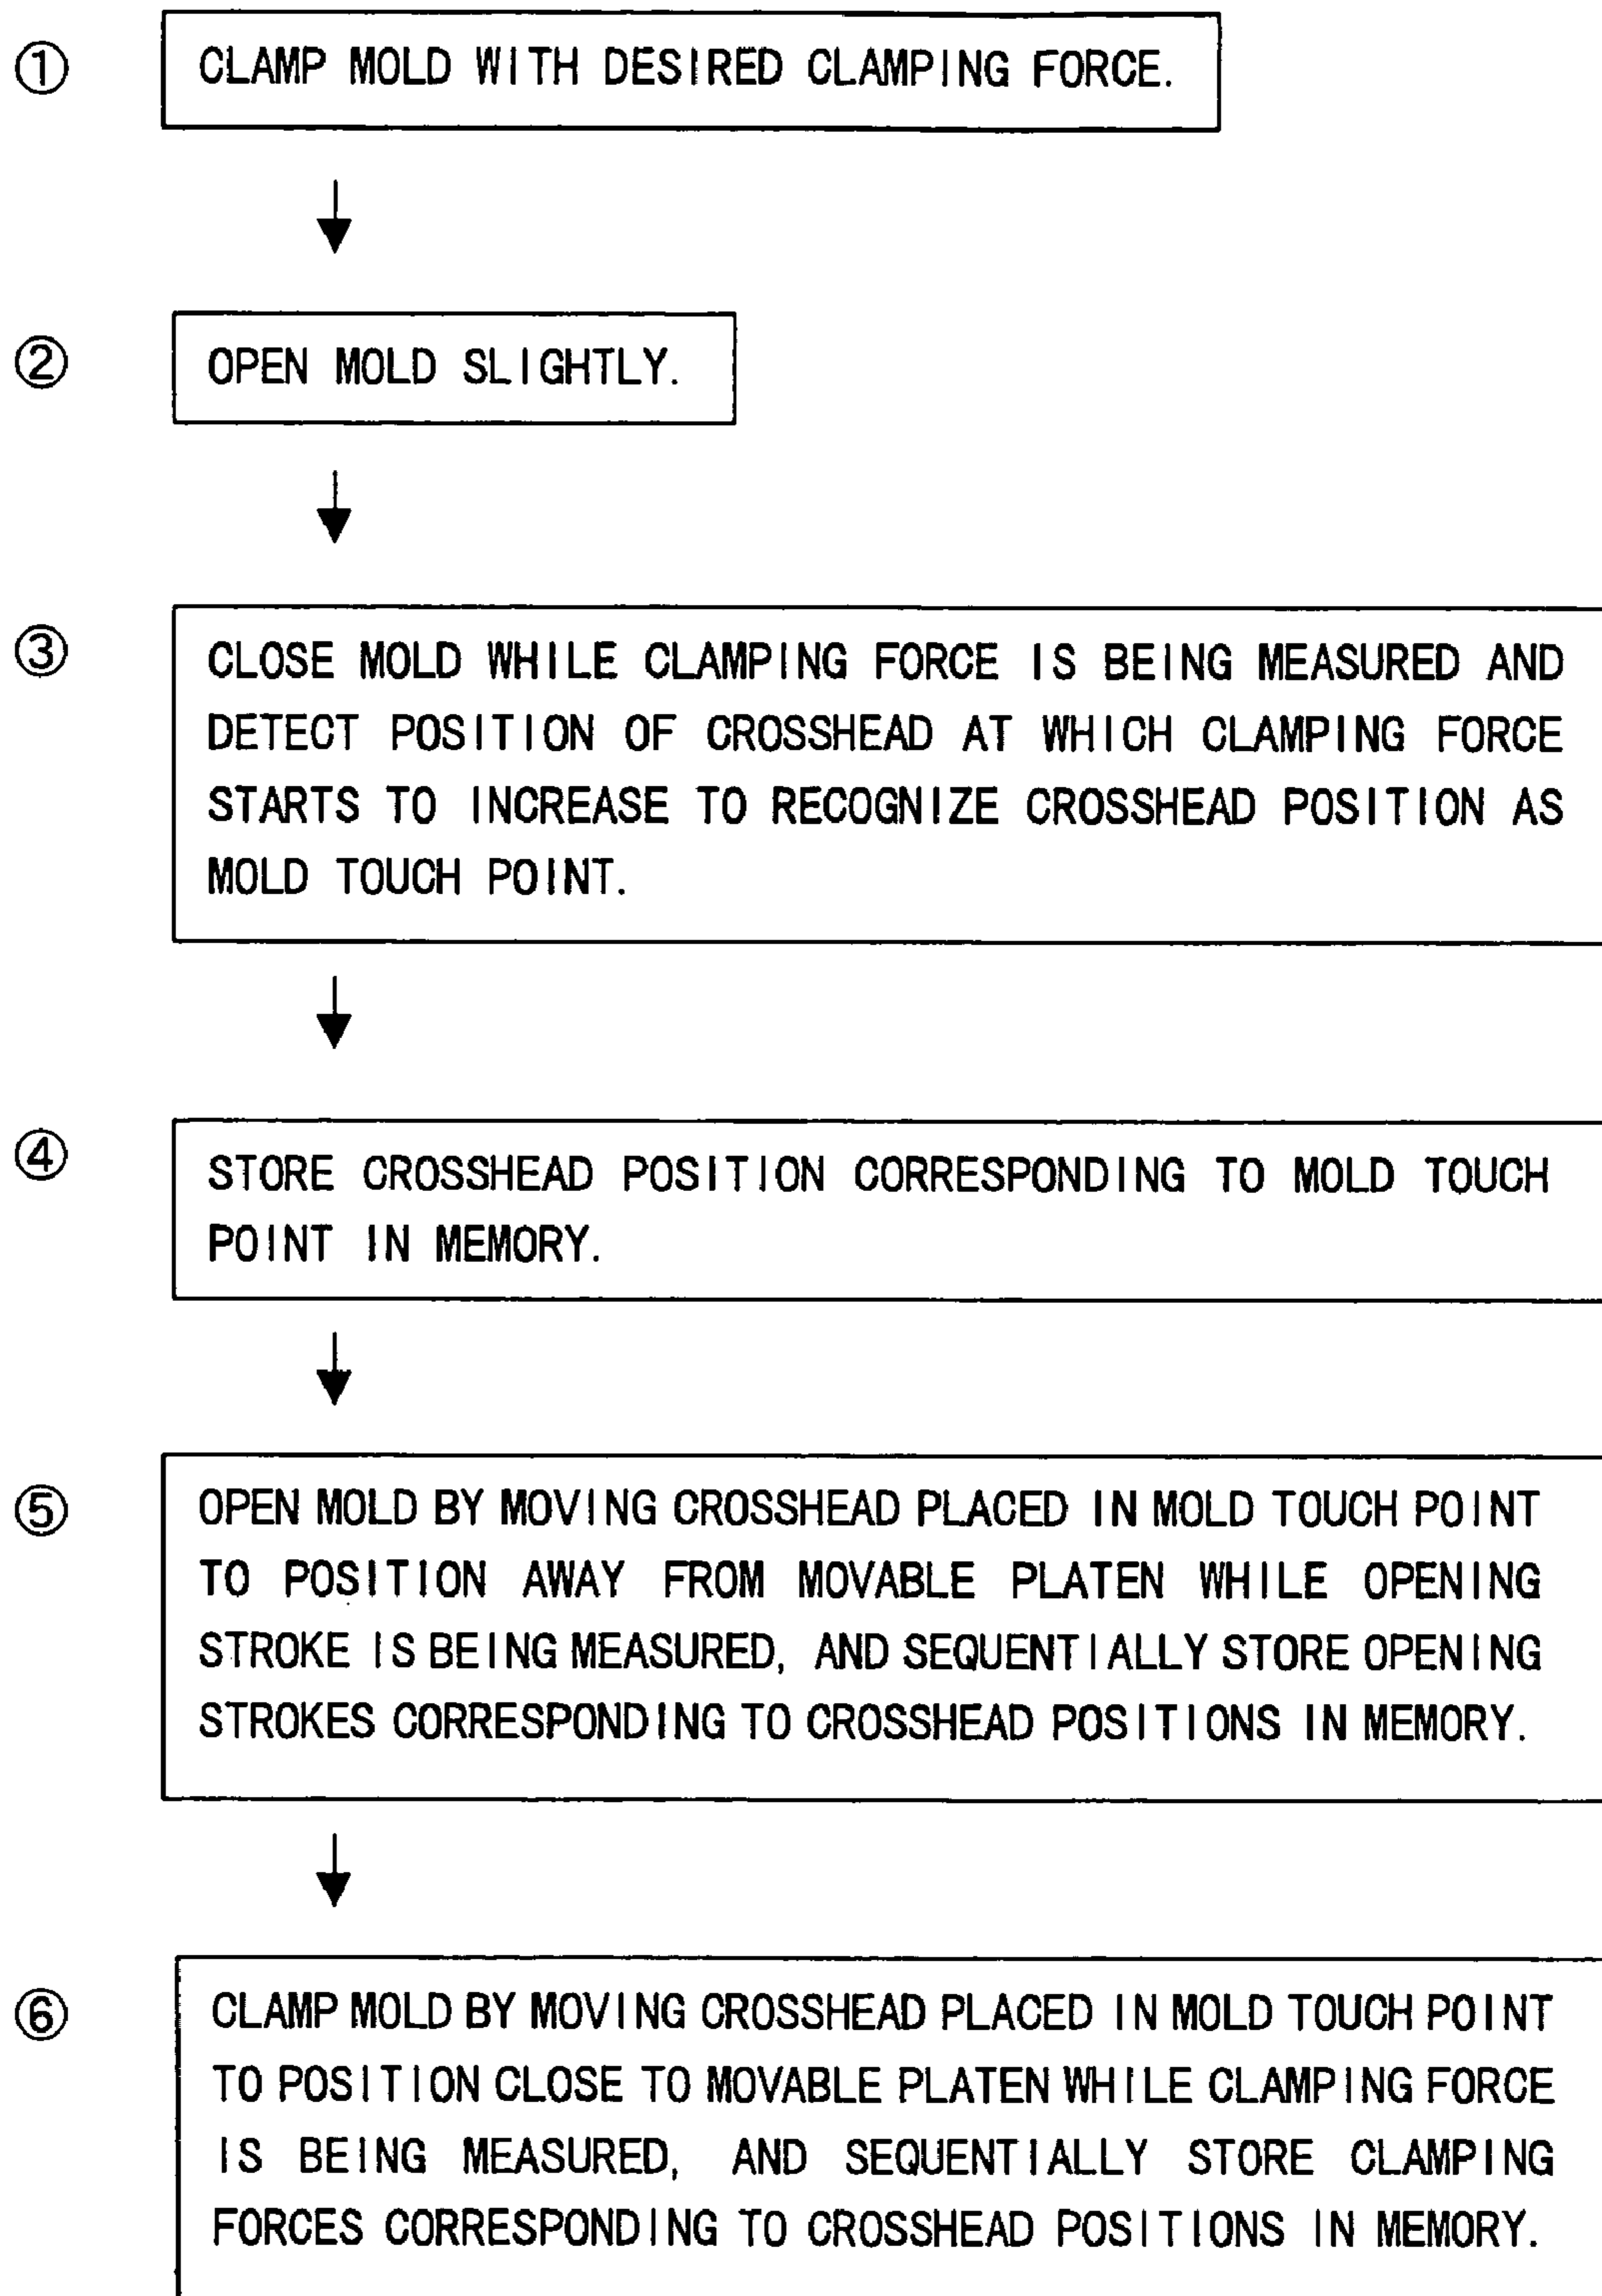 ① CLAMP MOLD WITH DESIRED CLAMPING FORCE.
② OPEN MOLD SLIGHTLY.
③ CLOSE MOLD WHILE CLAMPING FORCE IS BEING MEASURED AND
DETECT POSITION OF CROSSHEAD AT WHICH CLAMPING FORCE
STARTS TO INCREASE TO RECOGNIZE CROSSHEAD POSITION AS
MOLD TOUCH POINT.
④ STORE CROSSHEAD POSITION CORRESPONDING TO MOLD TOUCH
POINT IN MEMORY.
⑤ OPEN MOLD BY MOVING CROSSHEAD PLACED IN MOLD TOUCH POINT
TO POSITION AWAY FROM MOVABLE PLATEN WHILE OPENING
STROKE IS BEING MEASURED, AND SEQUENTIALLY STORE OPENING
STROKES CORRESPONDING TO CROSSHEAD POSITIONS IN MEMORY.
⑥ CLAMP MOLD BY MOVING CROSSHEAD PLACED IN MOLD TOUCH POINT
TO POSITION CLOSE TO MOVABLE PLATEN WHILE CLAMPING FORCE
IS BEING MEASURED, AND SEQUENTIALLY STORE CLAMPING
FORCES CORRESPONDING TO CROSSHEAD POSITIONS IN MEMORY.